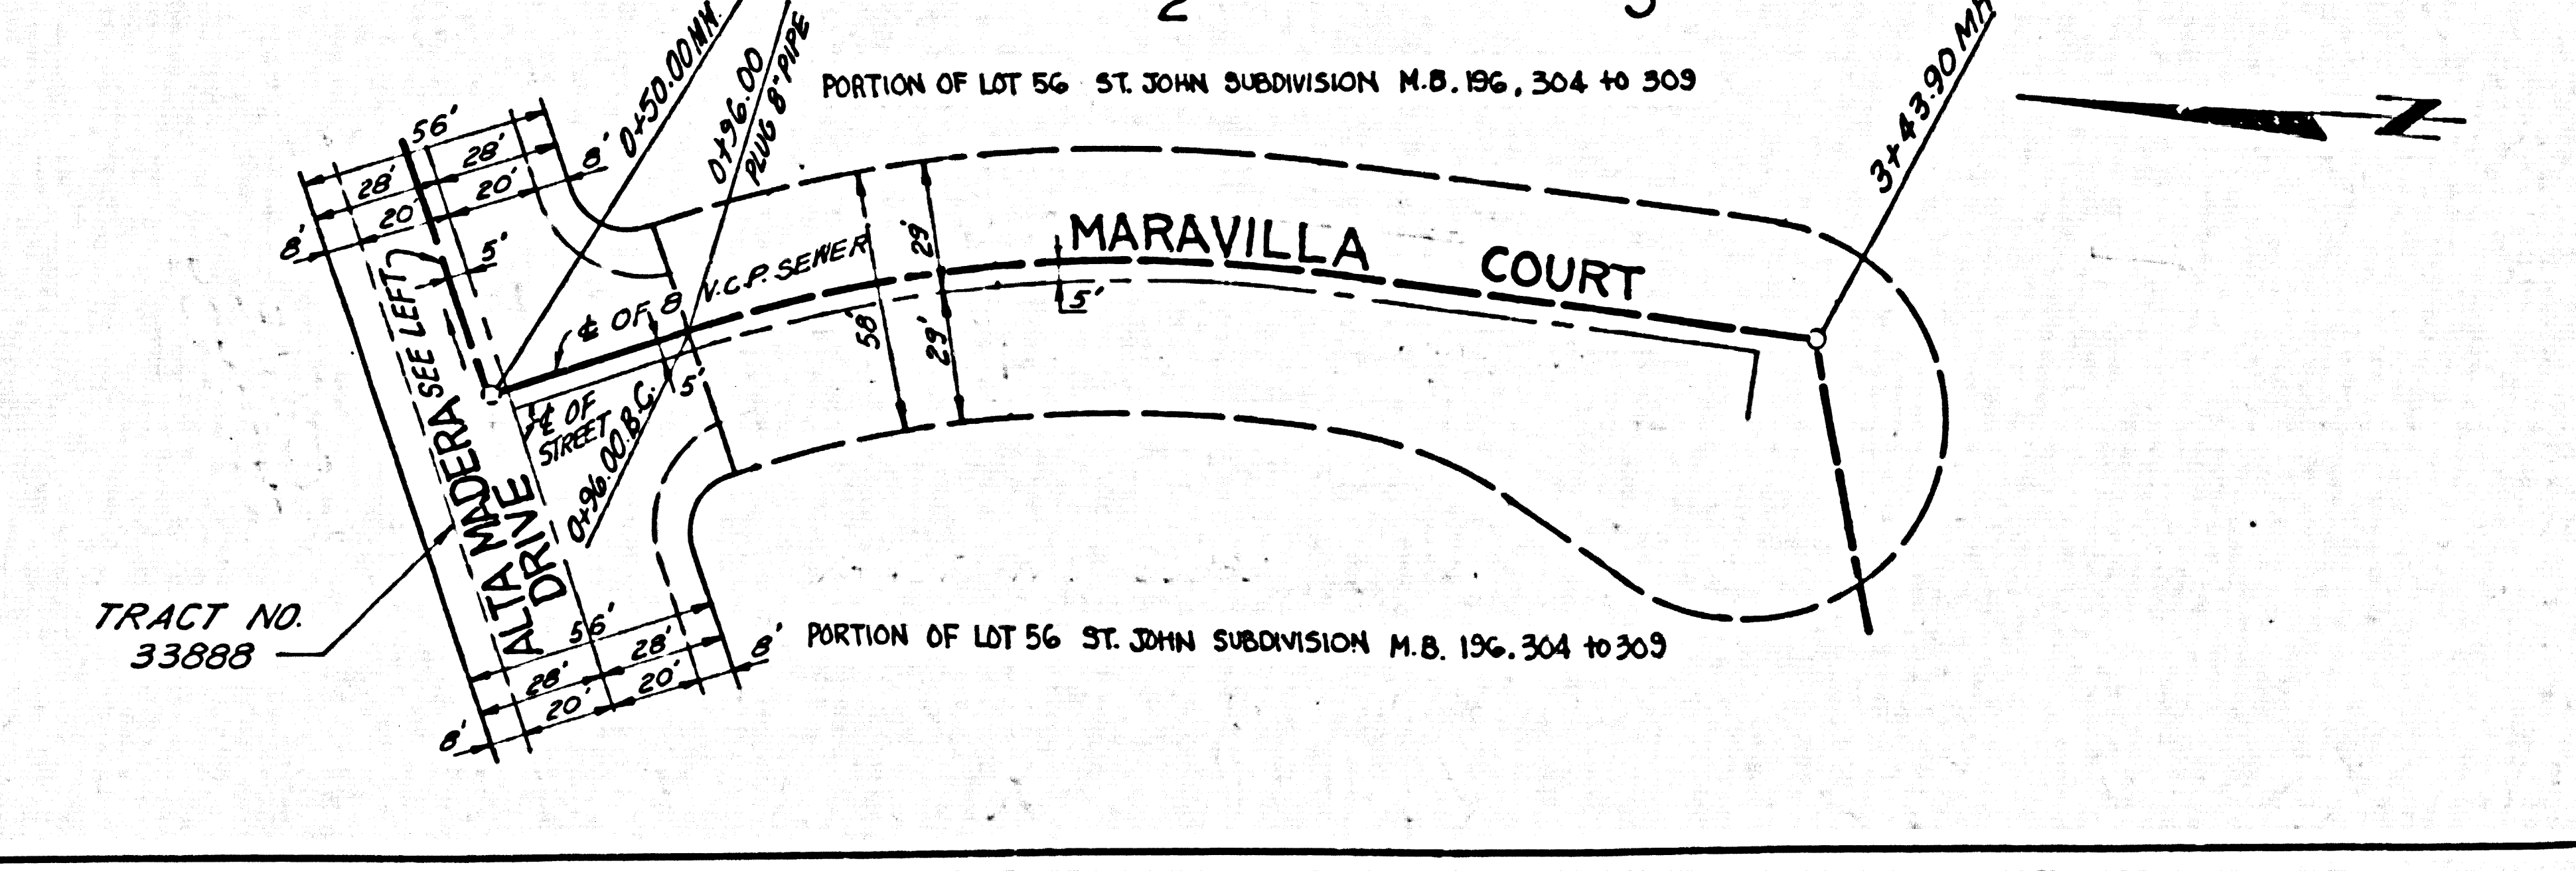 2
3
PORTION OF LOT 56 ST. JOHN SUBDIVISION M.B. 196, 304 to 309
0+50.00 MH.
0+96.00
PLUG 8" PIPE
3+43.90 MH
N
56'
28'
28'
8'
20'
20'
8'
5'
MARAVILLA COURT
29'
58'
29'
5'
℄ OF 8 V.C.P. SEWER
5'
(SEE LEFT)
℄ OF
STREET
0+96.00 B.C.
ALTA MADERA
DRIVE
TRACT NO.
33888
56'
28'
28'
8'
20'
20'
8'
PORTION OF LOT 56 ST. JOHN SUBDIVISION M.B. 196. 304 to 309